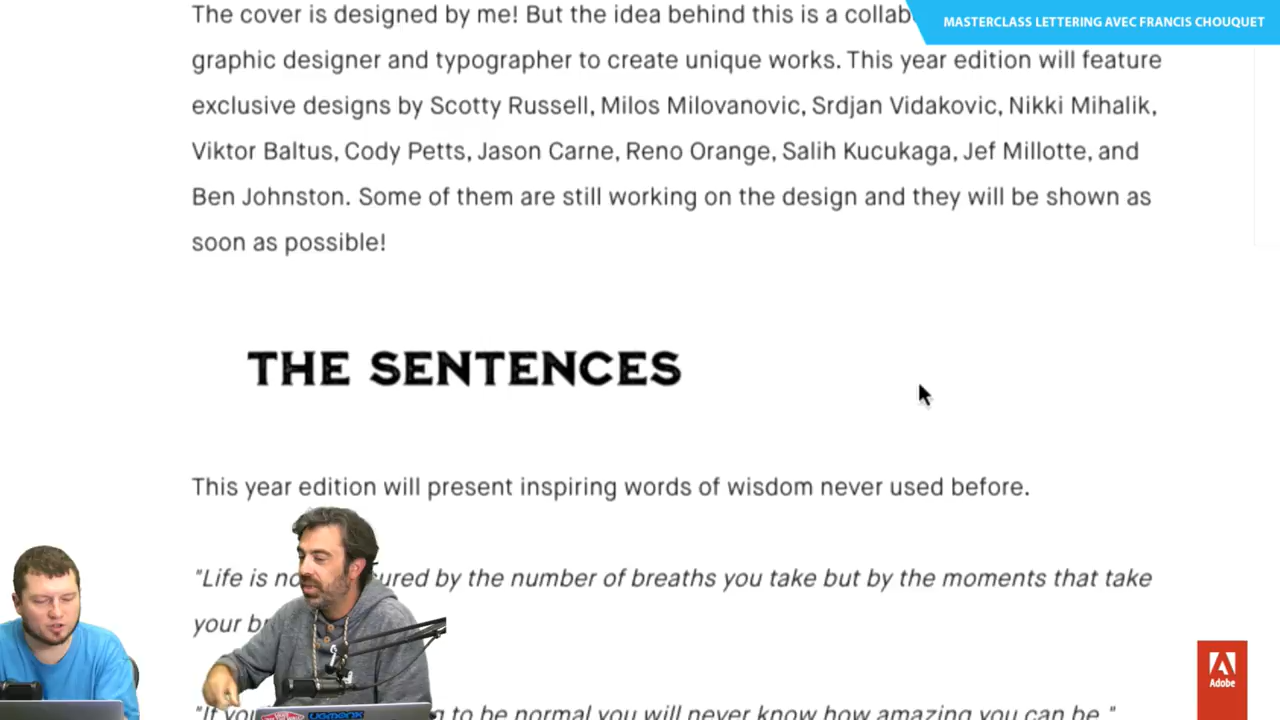 The cover is designed by me! But the idea behind this is a
MASTERCLASS LETTERING AVEC FRANCIS CHOUQUET
graphic designer and typographer to create unique works. This year edition will feature
exclusive designs by Scotty Russell, Milos Milovanovic, Srdjan Vidakovic, Nikki Mihalik,
Viktor Baltus, Cody Petts, Jason Carne, Reno Orange, Salih Kucukaga, Jef Millotte, and
Ben Johnston. Some of them are still working on the design and they will be shown as
soon as possible!
THE SENTENCES
This year edition will present inspiring words of wisdom never used before.
"Life is by the number of breaths you take but by the moments that take
your
"If to be normal you will never know how amazing you can be."
Adobe